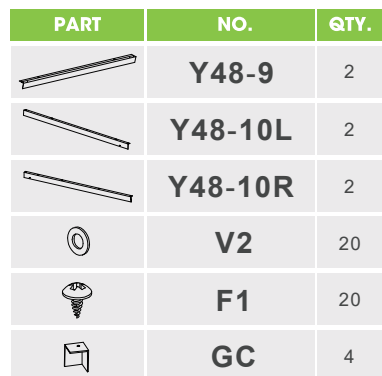 PART NO. QTY.
Y48-9 2
Y48-10L 2
Y48-10R 2
V2 20
F1 20
GC 4